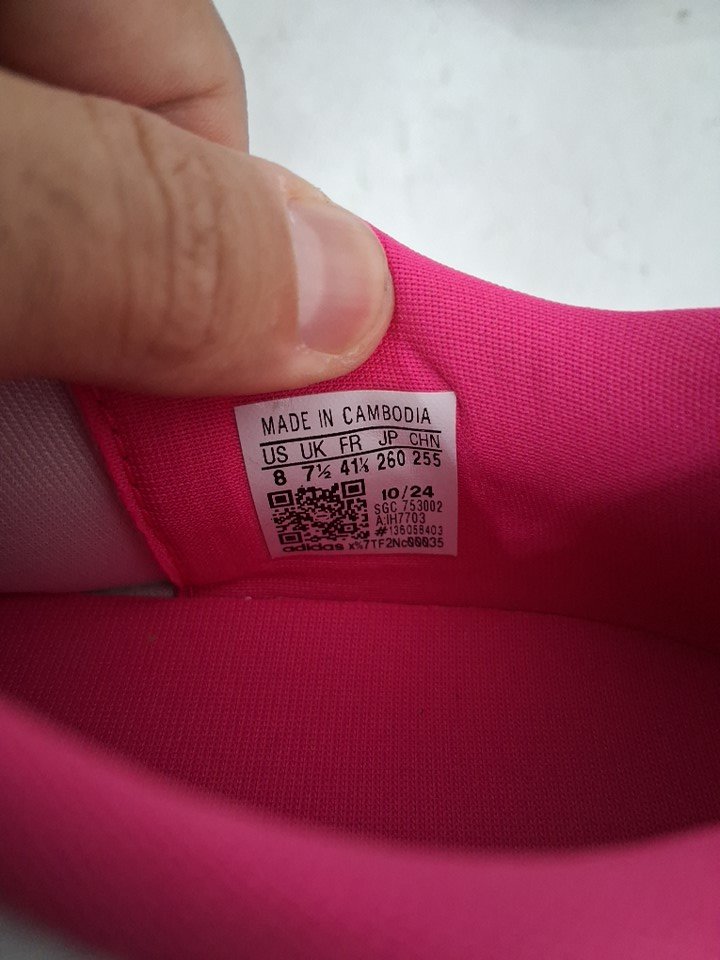 MADE IN CAMBODIA
US UK FR JP CHN
8 7½ 41⅓ 260 255
10/24
SGC 753002
A:IH7703
#136058403
adidas x%7TF2Nc00035